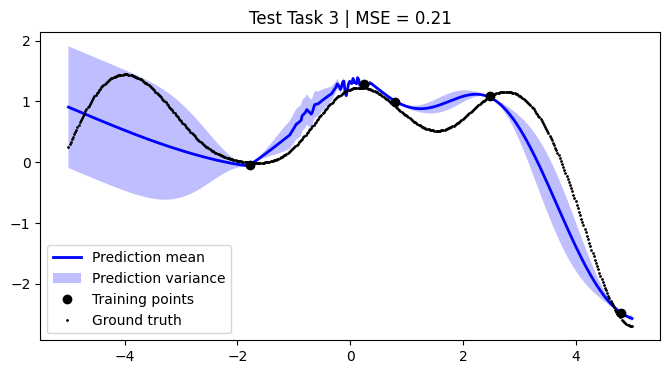 Test Task 3 | MSE = 0.21
2
1
0
−1
−2
Prediction mean
Prediction variance
Training points
Ground truth
−4
−2
0
2
4